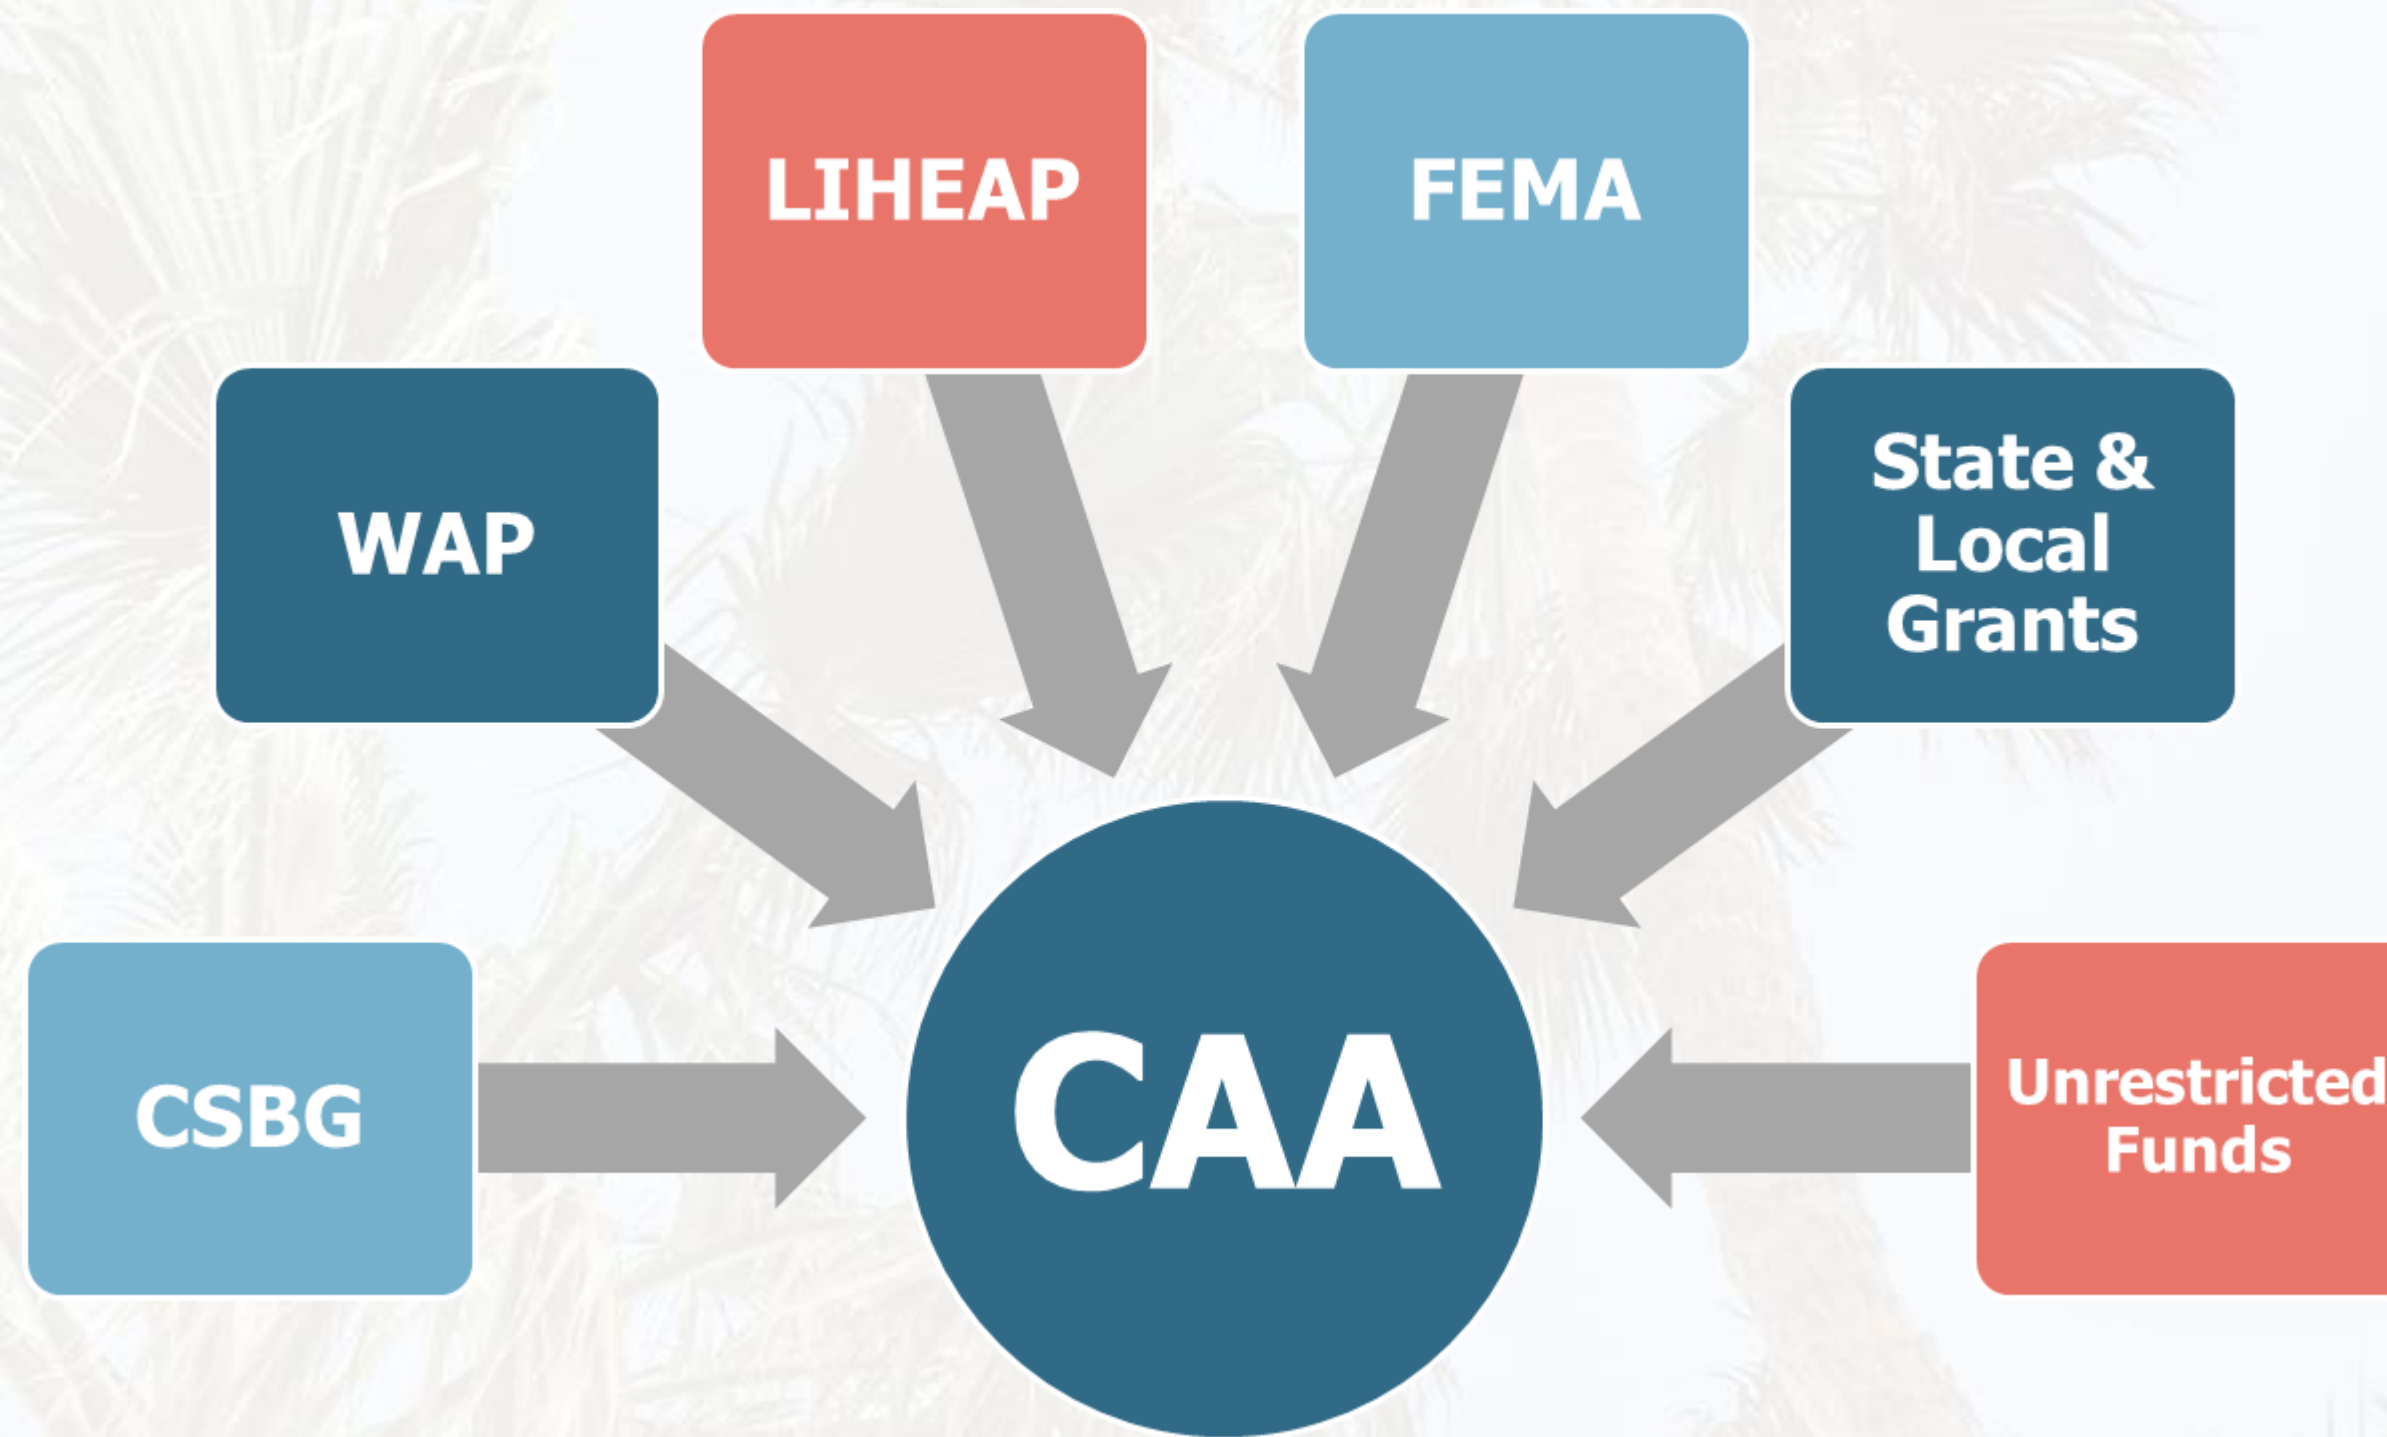 LIHEAP
FEMA
WAP
State &
Local
Grants
CSBG
CAA
Unrestricted
Funds